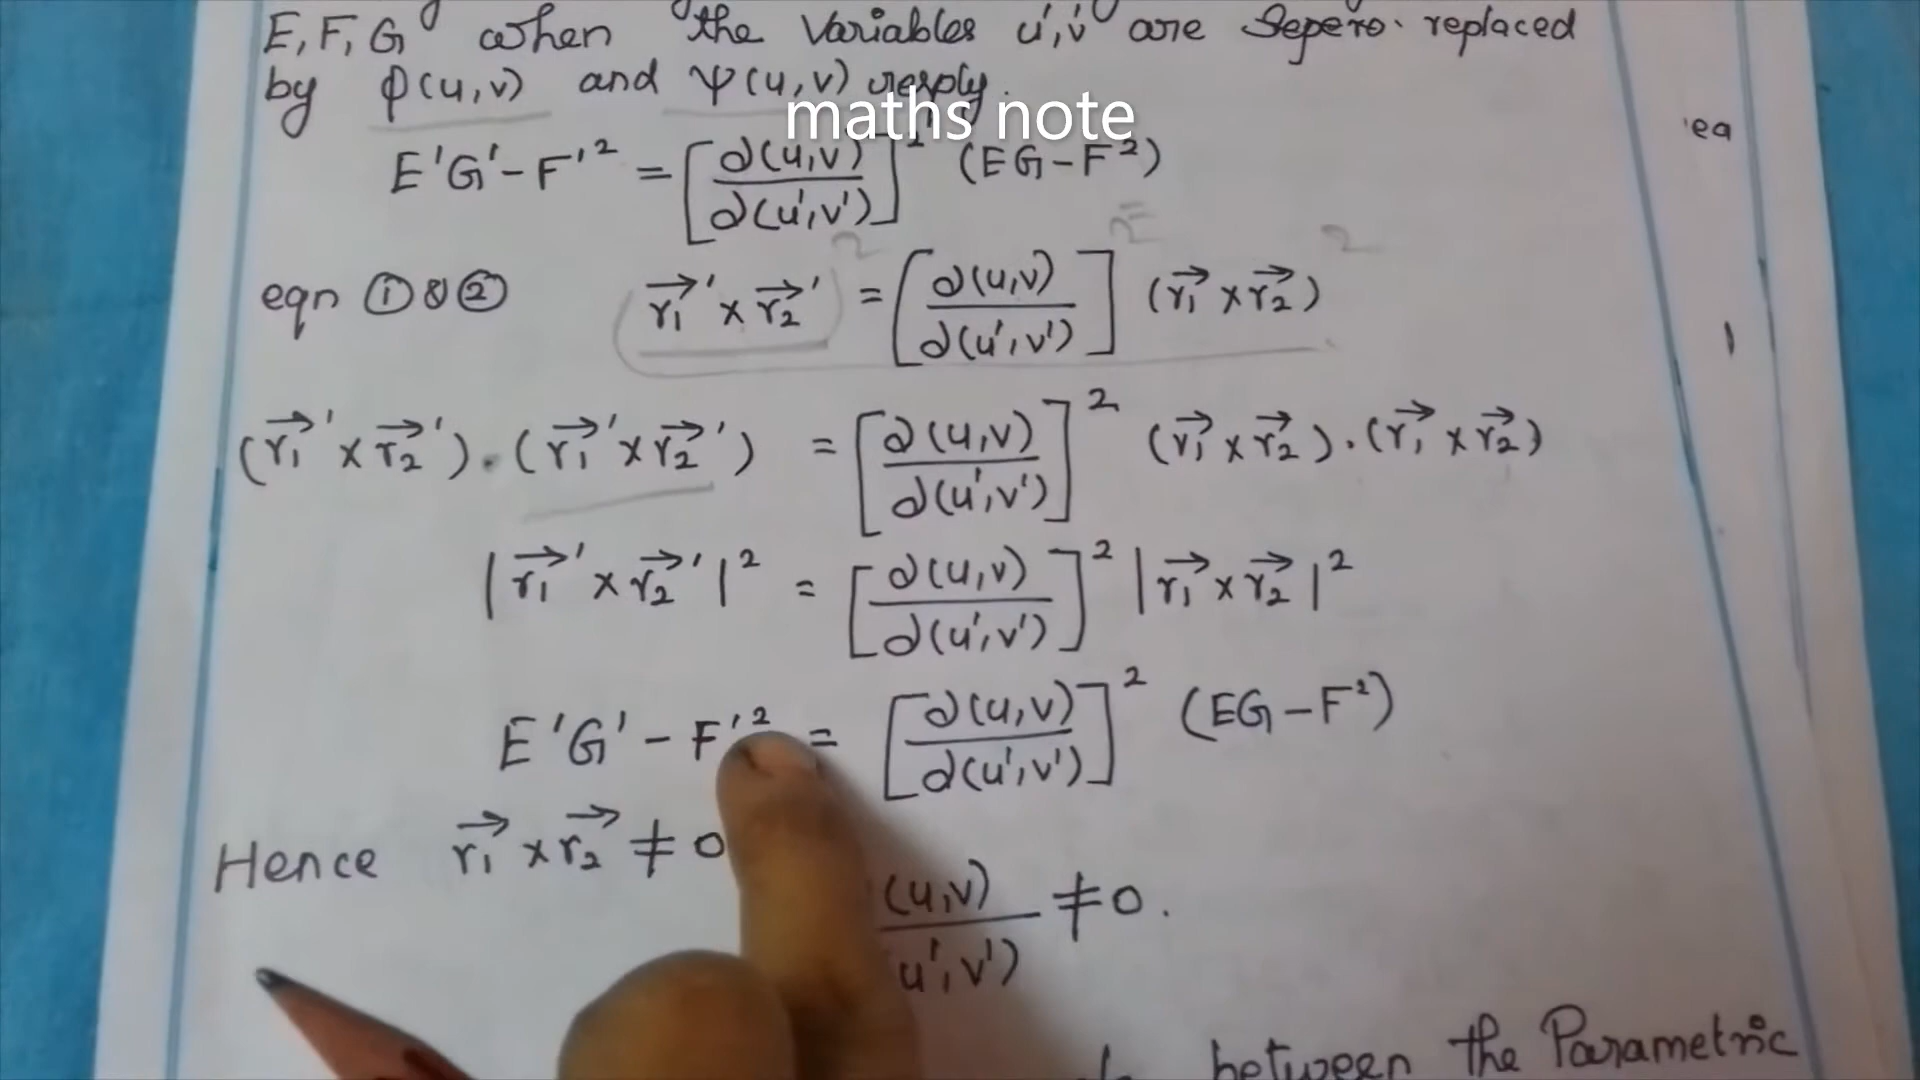 E, F, G when the variables u', v' are Sepera. replaced
by φ(u,v) and ψ(u,v) resply.
maths note
E'G' - F'² = [∂(u,v)/∂(u',v')]² (EG - F²)
eqn ① & ② r₁⃗' × r₂⃗' = [∂(u,v)/∂(u',v')] (r₁⃗ × r₂⃗)
(r₁⃗' × r₂⃗') . (r₁⃗' × r₂⃗') = [∂(u,v)/∂(u',v')]² (r₁⃗ × r₂⃗) . (r₁⃗ × r₂⃗)
|r₁⃗' × r₂⃗'|² = [∂(u,v)/∂(u',v')]² |r₁⃗ × r₂⃗|²
E'G' - F'² = [∂(u,v)/∂(u',v')]² (EG - F²)
Hence r₁⃗ × r₂⃗ ≠ 0 (u,v)/u',v') ≠ 0.
between the Parametric